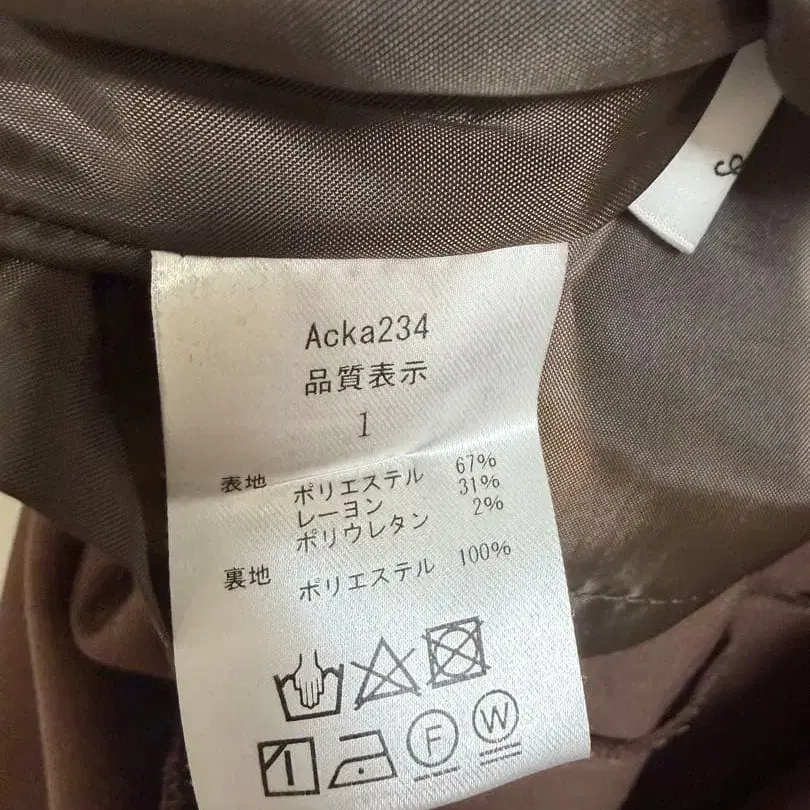 Acka234
品質表示
1
表地 ポリエステル 67%
レーヨン 31%
ポリウレタン 2%
裏地 ポリエステル 100%
F W